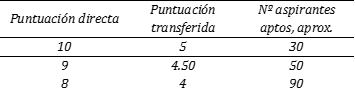 Puntuación directa Puntuación transferida Nº aspirantes aptos, aprox.
10 5 30
9 4.50 50
8 4 90